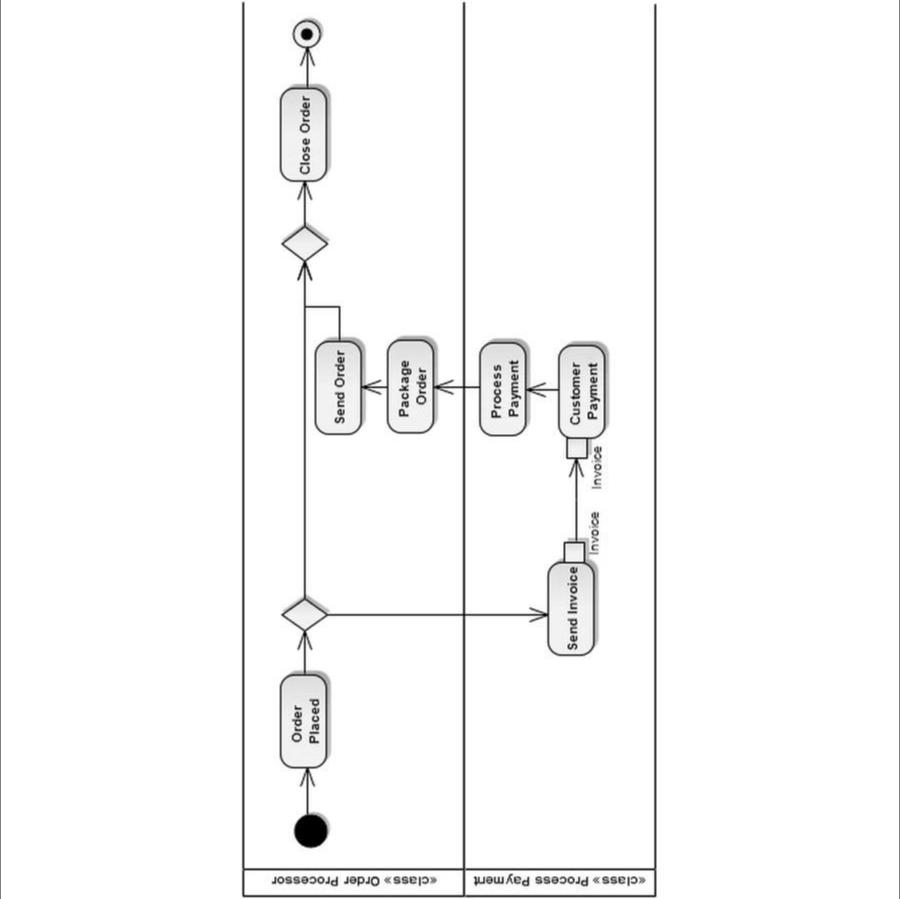 «class» Order Processor
Order
Placed
Close Order
Send Order
Package
Order
«class» Process Payment
Process
Payment
Customer
Payment
Invoice
Invoice
Send Invoice